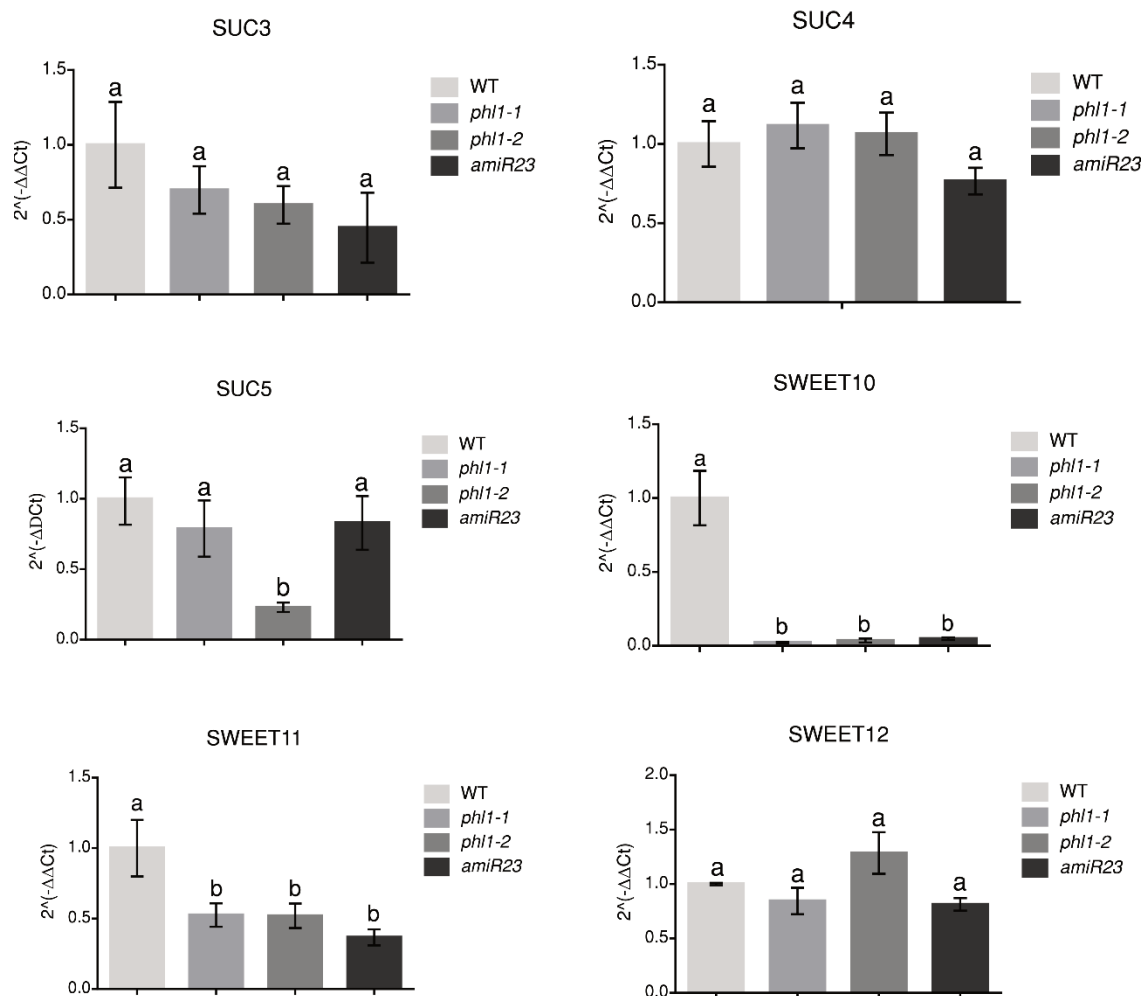 SUC3
1.5
1.0
0.5
0.0
2^(-ΔΔCt)
a
a
a
a
WT
phl1-1
phl1-2
amiR23
SUC4
1.5
1.0
0.5
0.0
2^(-ΔΔCt)
a
a
a
a
WT
phl1-1
phl1-2
amiR23
SUC5
1.5
1.0
0.5
0.0
2^(-ΔDCt)
a
a
b
a
WT
phl1-1
phl1-2
amiR23
SWEET10
1.5
1.0
0.5
0.0
2^(-ΔΔCt)
a
b
b
b
WT
phl1-1
phl1-2
amiR23
SWEET11
1.5
1.0
0.5
0.0
2^(-ΔΔCt)
a
b
b
b
WT
phl1-1
phl1-2
amiR23
SWEET12
2.0
1.5
1.0
0.5
0.0
2^(-ΔΔCt)
a
a
a
a
WT
phl1-1
phl1-2
amiR23